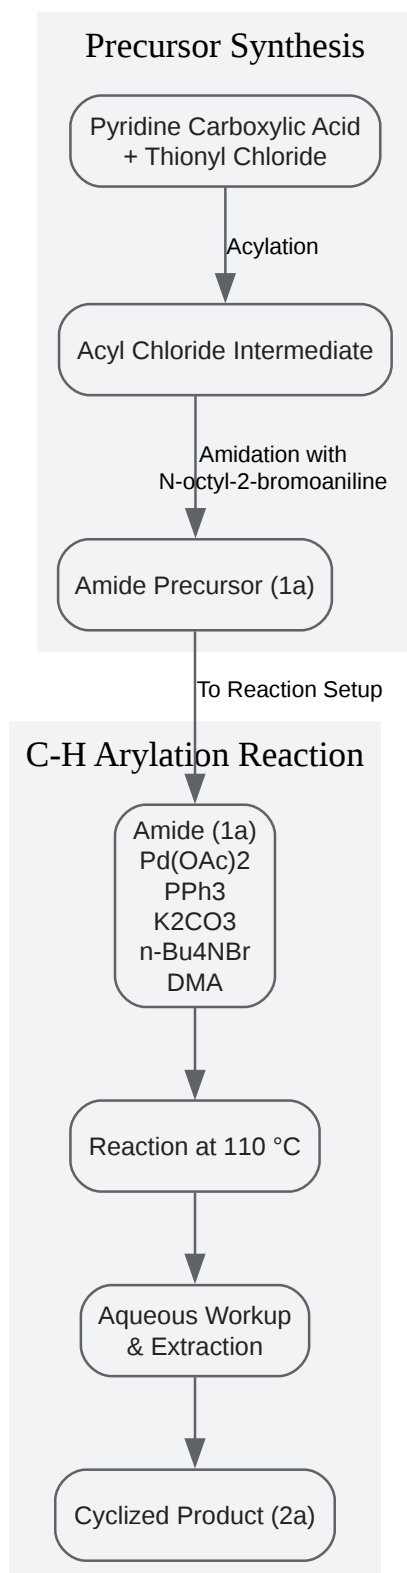 Precursor Synthesis
Pyridine Carboxylic Acid
+ Thionyl Chloride
Acylation
Acyl Chloride Intermediate
Amidation with
N-octyl-2-bromoaniline
Amide Precursor (1a)
To Reaction Setup
C-H Arylation Reaction
Amide (1a)
Pd(OAc)2
PPh3
K2CO3
n-Bu4NBr
DMA
Reaction at 110 °C
Aqueous Workup
& Extraction
Cyclized Product (2a)